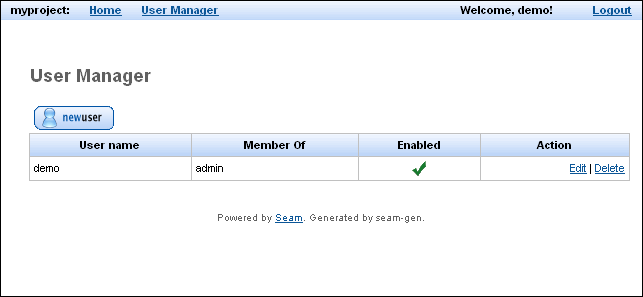 myproject: Home User Manager Welcome, demo! Logout
User Manager
newuser
User name Member Of Enabled Action
demo admin Edit | Delete
Powered by Seam. Generated by seam-gen.